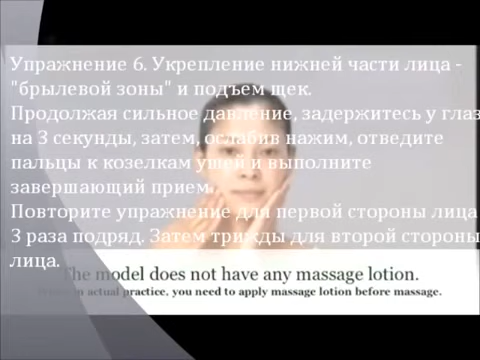 Упражнение 6. Укрепление нижней части лица -
"брылевой зоны" и подъем щек.
Продолжая сильное давление, задержитесь у глаз
на 3 секунды, затем, ослабив нажим, отведите
пальцы к козелкам ушей и выполните
завершающий прием.
Повторите упражнение для первой стороны лица
3 раза подряд. Затем трижды для второй стороны
лица.
The model does not have any massage lotion.
in actual practice, you need to apply massage lotion before massage.